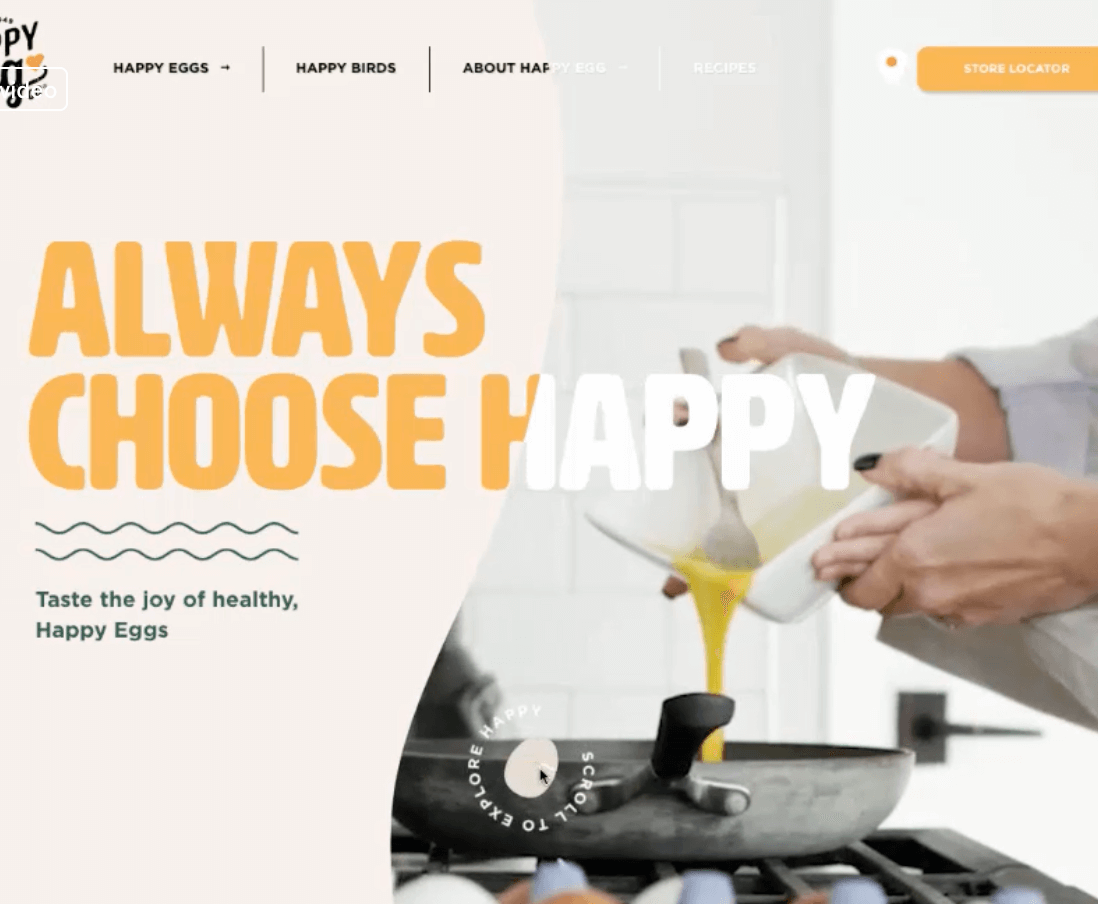 PPY
g
video
HAPPY EGGS →
HAPPY BIRDS
ABOUT HAPPY EGG →
RECIPES
STORE LOCATOR
ALWAYS
CHOOSE HAPPY
Taste the joy of healthy,
Happy Eggs
SCROLL TO EXPLORE HAPPY